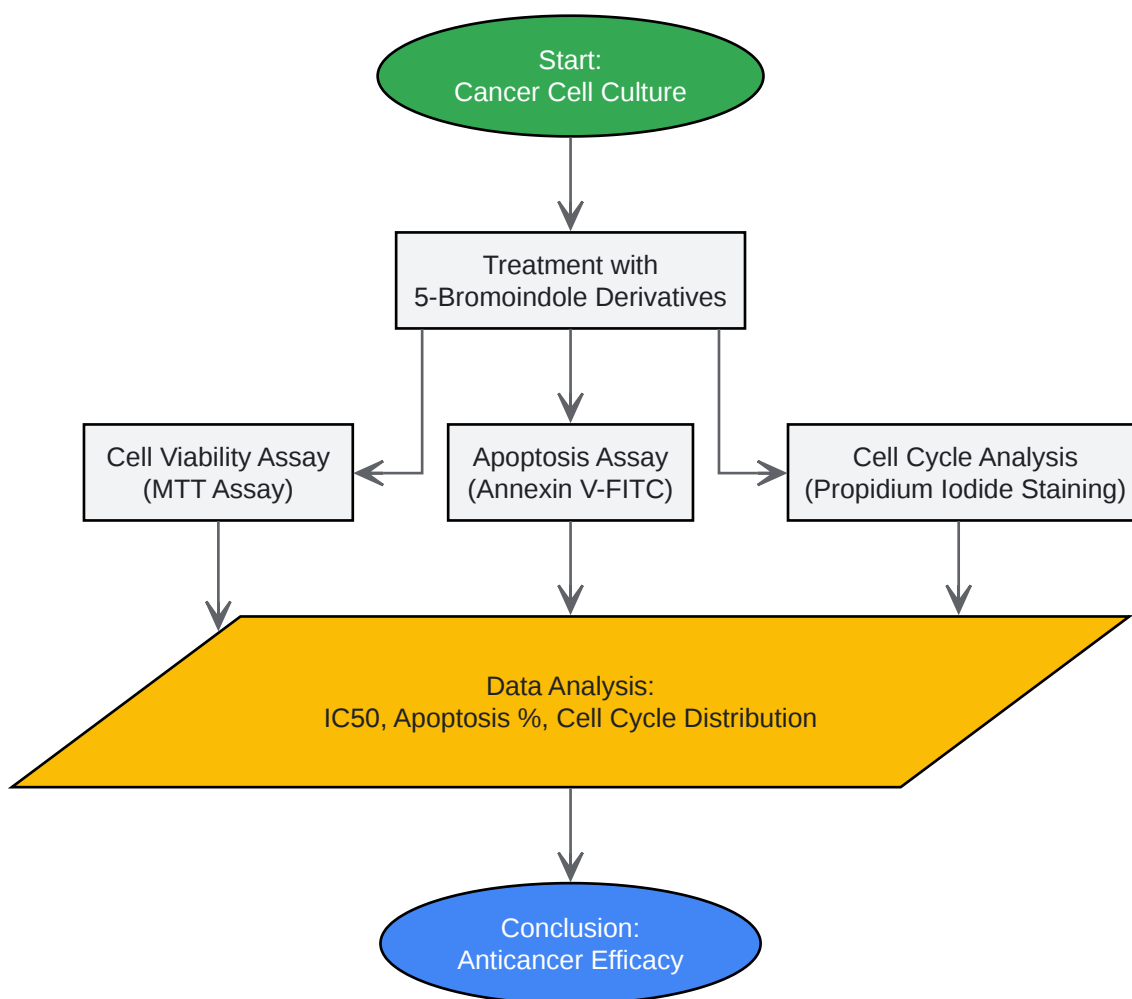 Start:
Cancer Cell Culture
Treatment with
5-Bromoindole Derivatives
Cell Viability Assay
(MTT Assay)
Apoptosis Assay
(Annexin V-FITC)
Cell Cycle Analysis
(Propidium Iodide Staining)
Data Analysis:
IC50, Apoptosis %, Cell Cycle Distribution
Conclusion:
Anticancer Efficacy